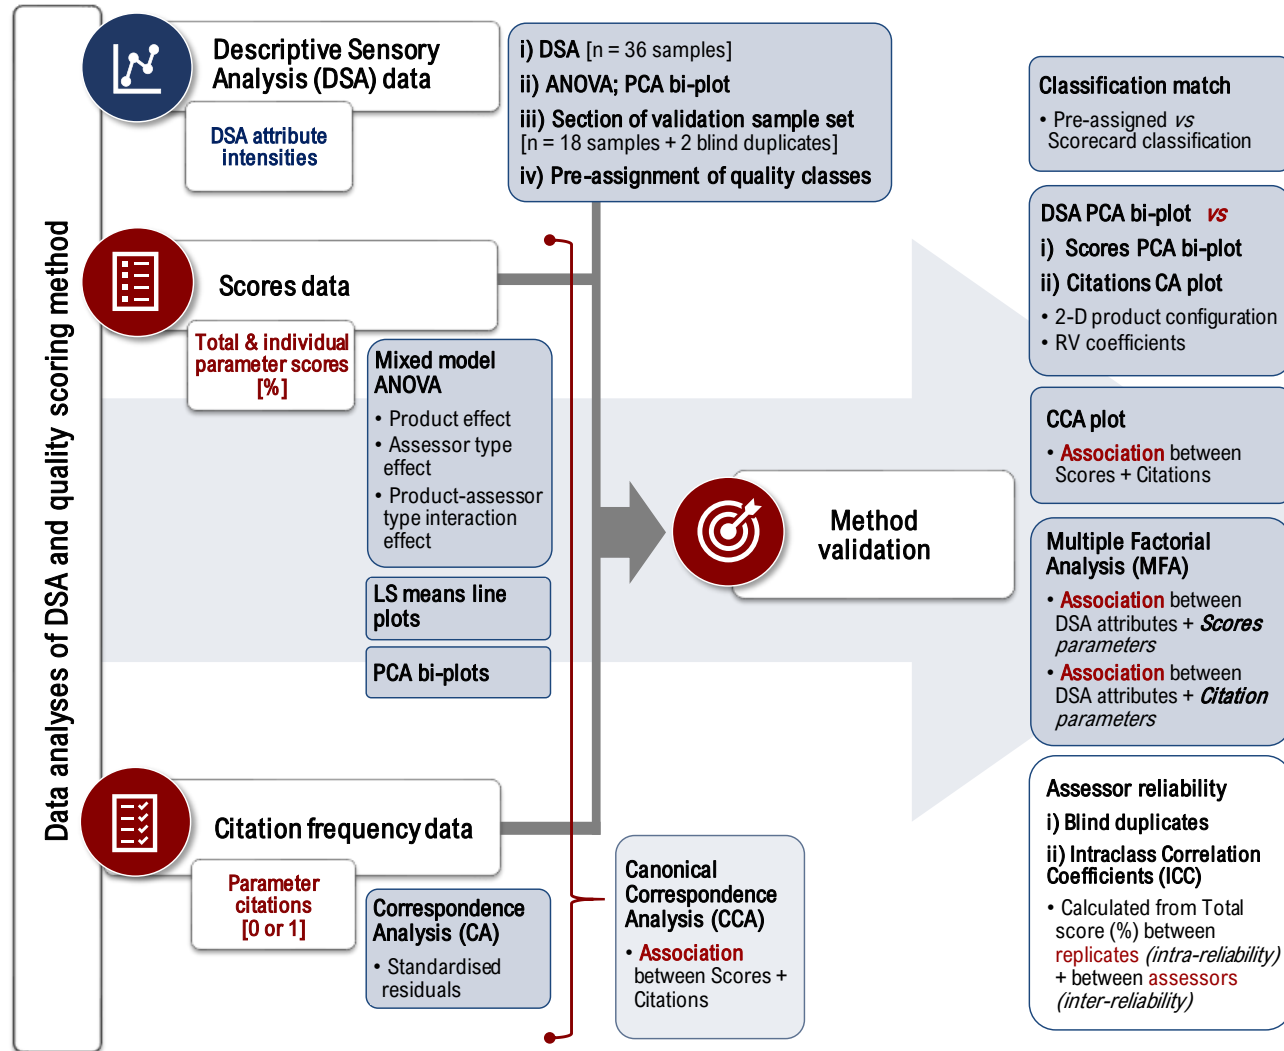 Data analyses of DSA and quality scoring method
Descriptive Sensory
Analysis (DSA) data
DSA attribute
intensities
i) DSA [n = 36 samples]
ii) ANOVA; PCA bi-plot
iii) Section of validation sample set
[n = 18 samples + 2 blind duplicates]
iv) Pre-assignment of quality classes
Scores data
Total & individual
parameter scores
[%]
Mixed model
ANOVA
• Product effect
• Assessor type
effect
• Product-assessor
type interaction
effect
LS means line
plots
PCA bi-plots
Citation frequency data
Parameter
citations
[0 or 1]
Correspondence
Analysis (CA)
• Standardised
residuals
Canonical
Correspondence
Analysis (CCA)
• Association
between Scores +
Citations
Method
validation
Classification match
• Pre-assigned vs
Scorecard classification
DSA PCA bi-plot vs
i) Scores PCA bi-plot
ii) Citations CA plot
• 2-D product configuration
• RV coefficients
CCA plot
• Association between
Scores + Citations
Multiple Factorial
Analysis (MFA)
• Association between
DSA attributes + Scores
parameters
• Association between
DSA attributes + Citation
parameters
Assessor reliability
i) Blind duplicates
ii) Intraclass Correlation
Coefficients (ICC)
• Calculated from Total
score (%) between
replicates (intra-reliability)
+ between assessors
(inter-reliability)